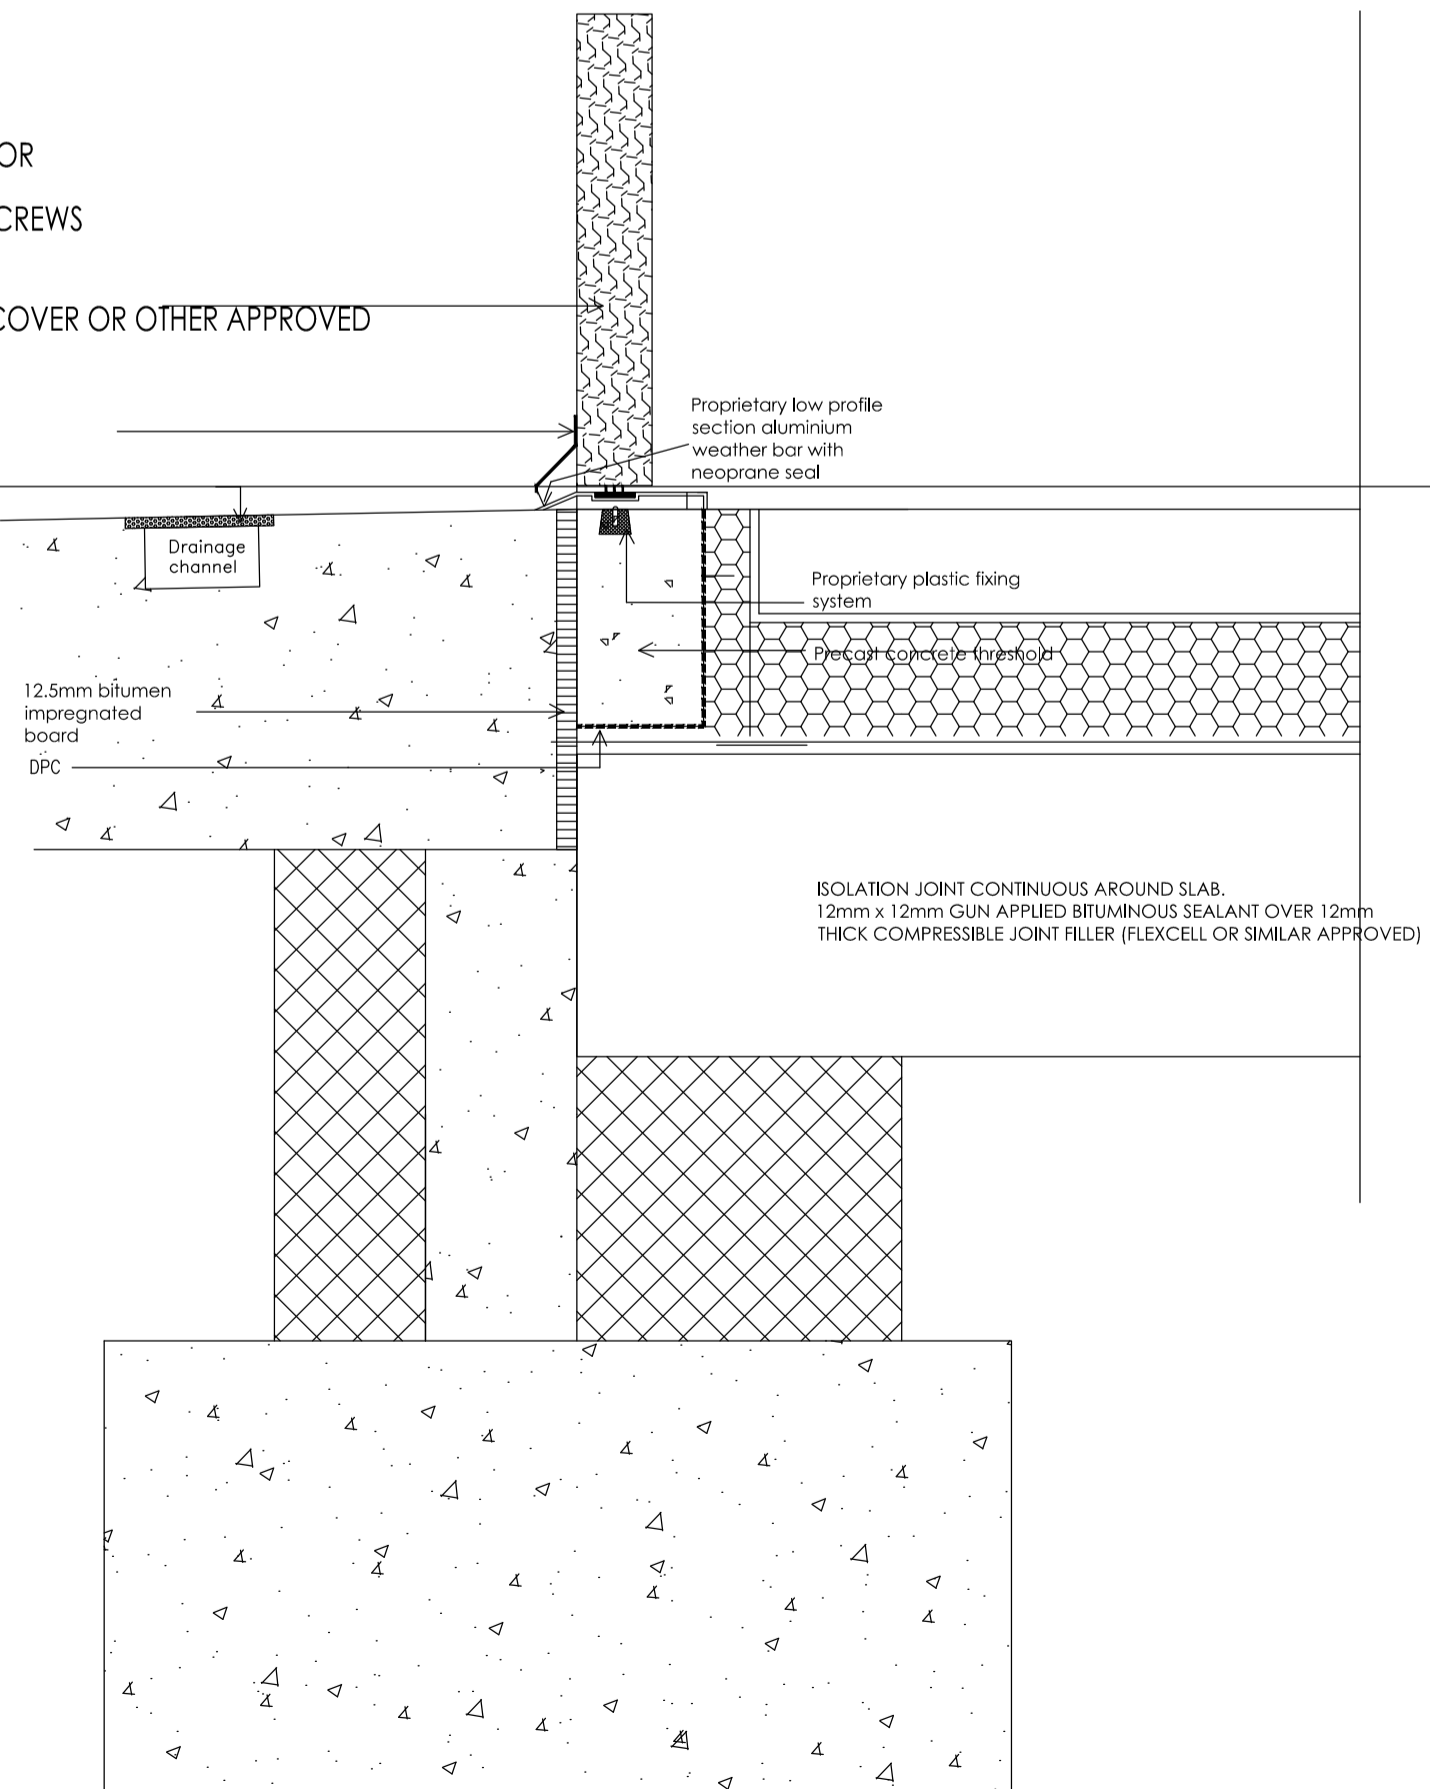 OR
CREWS
COVER OR OTHER APPROVED
Proprietary low profile
section aluminium
weather bar with
neoprane seal
Drainage
channel
Proprietary plastic fixing
system
Precast concrete threshold
12.5mm bitumen
impregnated
board
DPC
ISOLATION JOINT CONTINUOUS AROUND SLAB.
12mm x 12mm GUN APPLIED BITUMINOUS SEALANT OVER 12mm
THICK COMPRESSIBLE JOINT FILLER (FLEXCELL OR SIMILAR APPROVED)